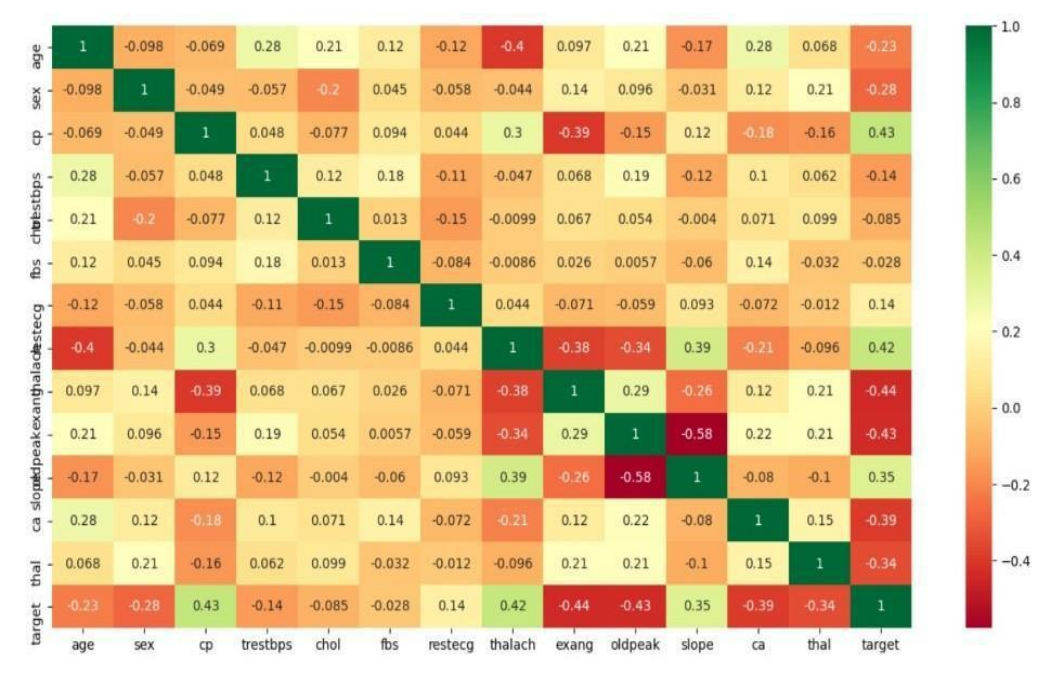 age 1 -0.098 -0.069 0.28 0.21 0.12 -0.12 -0.4 0.097 0.21 -0.17 0.28 0.068 -0.23
sex -0.098 1 -0.049 -0.057 -0.2 0.045 -0.058 -0.044 0.14 0.096 -0.031 0.12 0.21 -0.28
cp -0.069 -0.049 1 0.048 -0.077 0.094 0.044 0.3 -0.39 -0.15 0.12 -0.18 -0.16 0.43
trestbps 0.28 -0.057 0.048 1 0.12 0.18 -0.11 -0.047 0.068 0.19 -0.12 0.1 0.062 -0.14
chol 0.21 -0.2 -0.077 0.12 1 0.013 -0.15 -0.0099 0.067 0.054 -0.004 0.071 0.099 -0.085
fbs 0.12 0.045 0.094 0.18 0.013 1 -0.084 -0.0086 0.026 0.0057 -0.06 0.14 -0.032 -0.028
restecg -0.12 -0.058 0.044 -0.11 -0.15 -0.084 1 0.044 -0.071 -0.059 0.093 -0.072 -0.012 0.14
thalach -0.4 -0.044 0.3 -0.047 -0.0099 -0.0086 0.044 1 -0.38 -0.34 0.39 -0.21 -0.096 0.42
exang 0.097 0.14 -0.39 0.068 0.067 0.026 -0.071 -0.38 1 0.29 -0.26 0.12 0.21 -0.44
oldpeak 0.21 0.096 -0.15 0.19 0.054 0.0057 -0.059 -0.34 0.29 1 -0.58 0.22 0.21 -0.43
slope -0.17 -0.031 0.12 -0.12 -0.004 -0.06 0.093 0.39 -0.26 -0.58 1 -0.08 -0.1 0.35
ca 0.28 0.12 -0.18 0.1 0.071 0.14 -0.072 -0.21 0.12 0.22 -0.08 1 0.15 -0.39
thal 0.068 0.21 -0.16 0.062 0.099 -0.032 -0.012 -0.096 0.21 0.21 -0.1 0.15 1 -0.34
target -0.23 -0.28 0.43 -0.14 -0.085 -0.028 0.14 0.42 -0.44 -0.43 0.35 -0.39 -0.34 1
age sex cp trestbps chol fbs restecg thalach exang oldpeak slope ca thal target
1.0
0.8
0.6
0.4
0.2
0.0
−0.2
−0.4